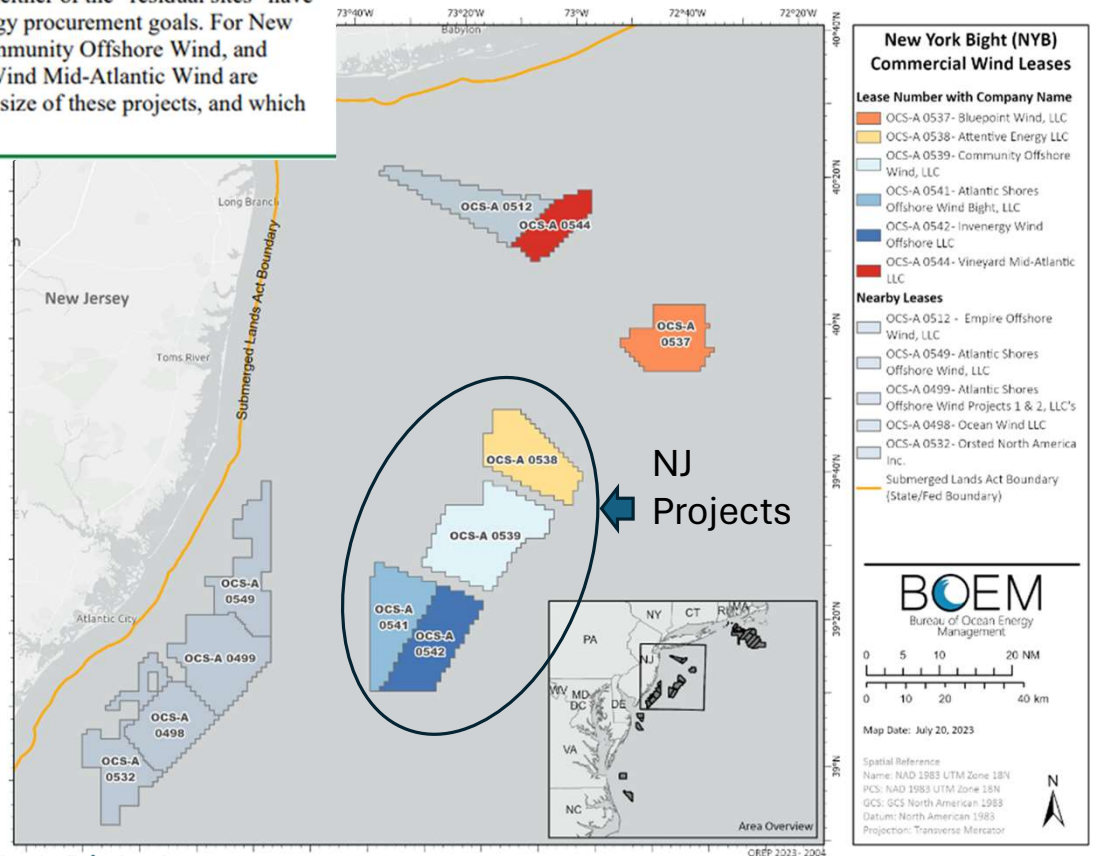 either of the "residual sites" have
gy procurement goals. For New
mmunity Offshore Wind, and
Wind Mid-Atlantic Wind are
size of these projects, and which
73°40'W
73°20'W
73°W
72°40'W
72°20'W
40°40'N
40°20'N
40°N
39°40'N
39°20'N
39°N
Babylon
Long Branch
New Jersey
Toms River
Atlantic City
EY
Submerged Lands Act Boundary
OCS-A 0512
OCS-A 0544
OCS-A
0537
OCS-A 0538
OCS-A 0539
OCS-A
0541
OCS-A
0542
NJ
Projects
OCS-A
0549
OCS-A 0499
OCS-A
0498
OCS-A
0532
NY
CT
RI
MA
PA
NJ
WV
MD
DC
DE
VA
NC
Area Overview
OREP 2023- 2004
New York Bight (NYB)
Commercial Wind Leases
Lease Number with Company Name
OCS-A 0537- Bluepoint Wind, LLC
OCS-A 0538- Attentive Energy LLC
OCS-A 0539- Community Offshore
Wind, LLC
OCS-A 0541- Atlantic Shores
Offshore Wind Bight, LLC
OCS-A 0542- Invenergy Wind
Offshore LLC
OCS-A 0544- Vineyard Mid-Atlantic
LLC
Nearby Leases
OCS-A 0512 - Empire Offshore
Wind, LLC
OCS-A 0549- Atlantic Shores
Offshore Wind, LLC
OCS-A 0499- Atlantic Shores
Offshore Wind Projects 1 & 2, LLC's
OCS-A 0498- Ocean Wind LLC
OCS-A 0532- Orsted North America
Inc.
Submerged Lands Act Boundary
(State/Fed Boundary)
BOEM
Bureau of Ocean Energy
Management
0 5 10 20 NM
0 10 20 40 km
Map Date: July 20, 2023
Spatial Reference
Name: NAD 1983 UTM Zone 18N
PCS: NAD 1983 UTM Zone 18N
GCS: GCS North American 1983
Datum: North American 1983
Projection: Transverse Mercator
N